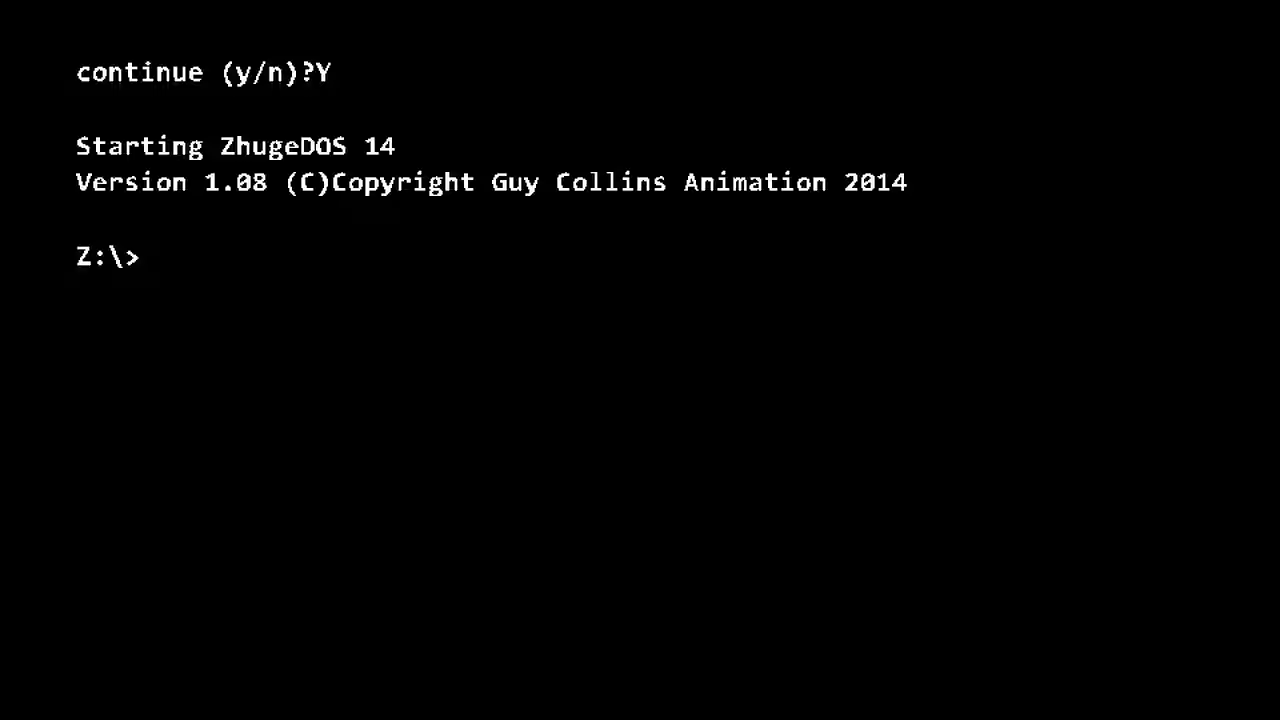 continue (y/n)?Y
Starting ZhugeDOS 14
Version 1.08 (C)Copyright Guy Collins Animation 2014
Z:\>